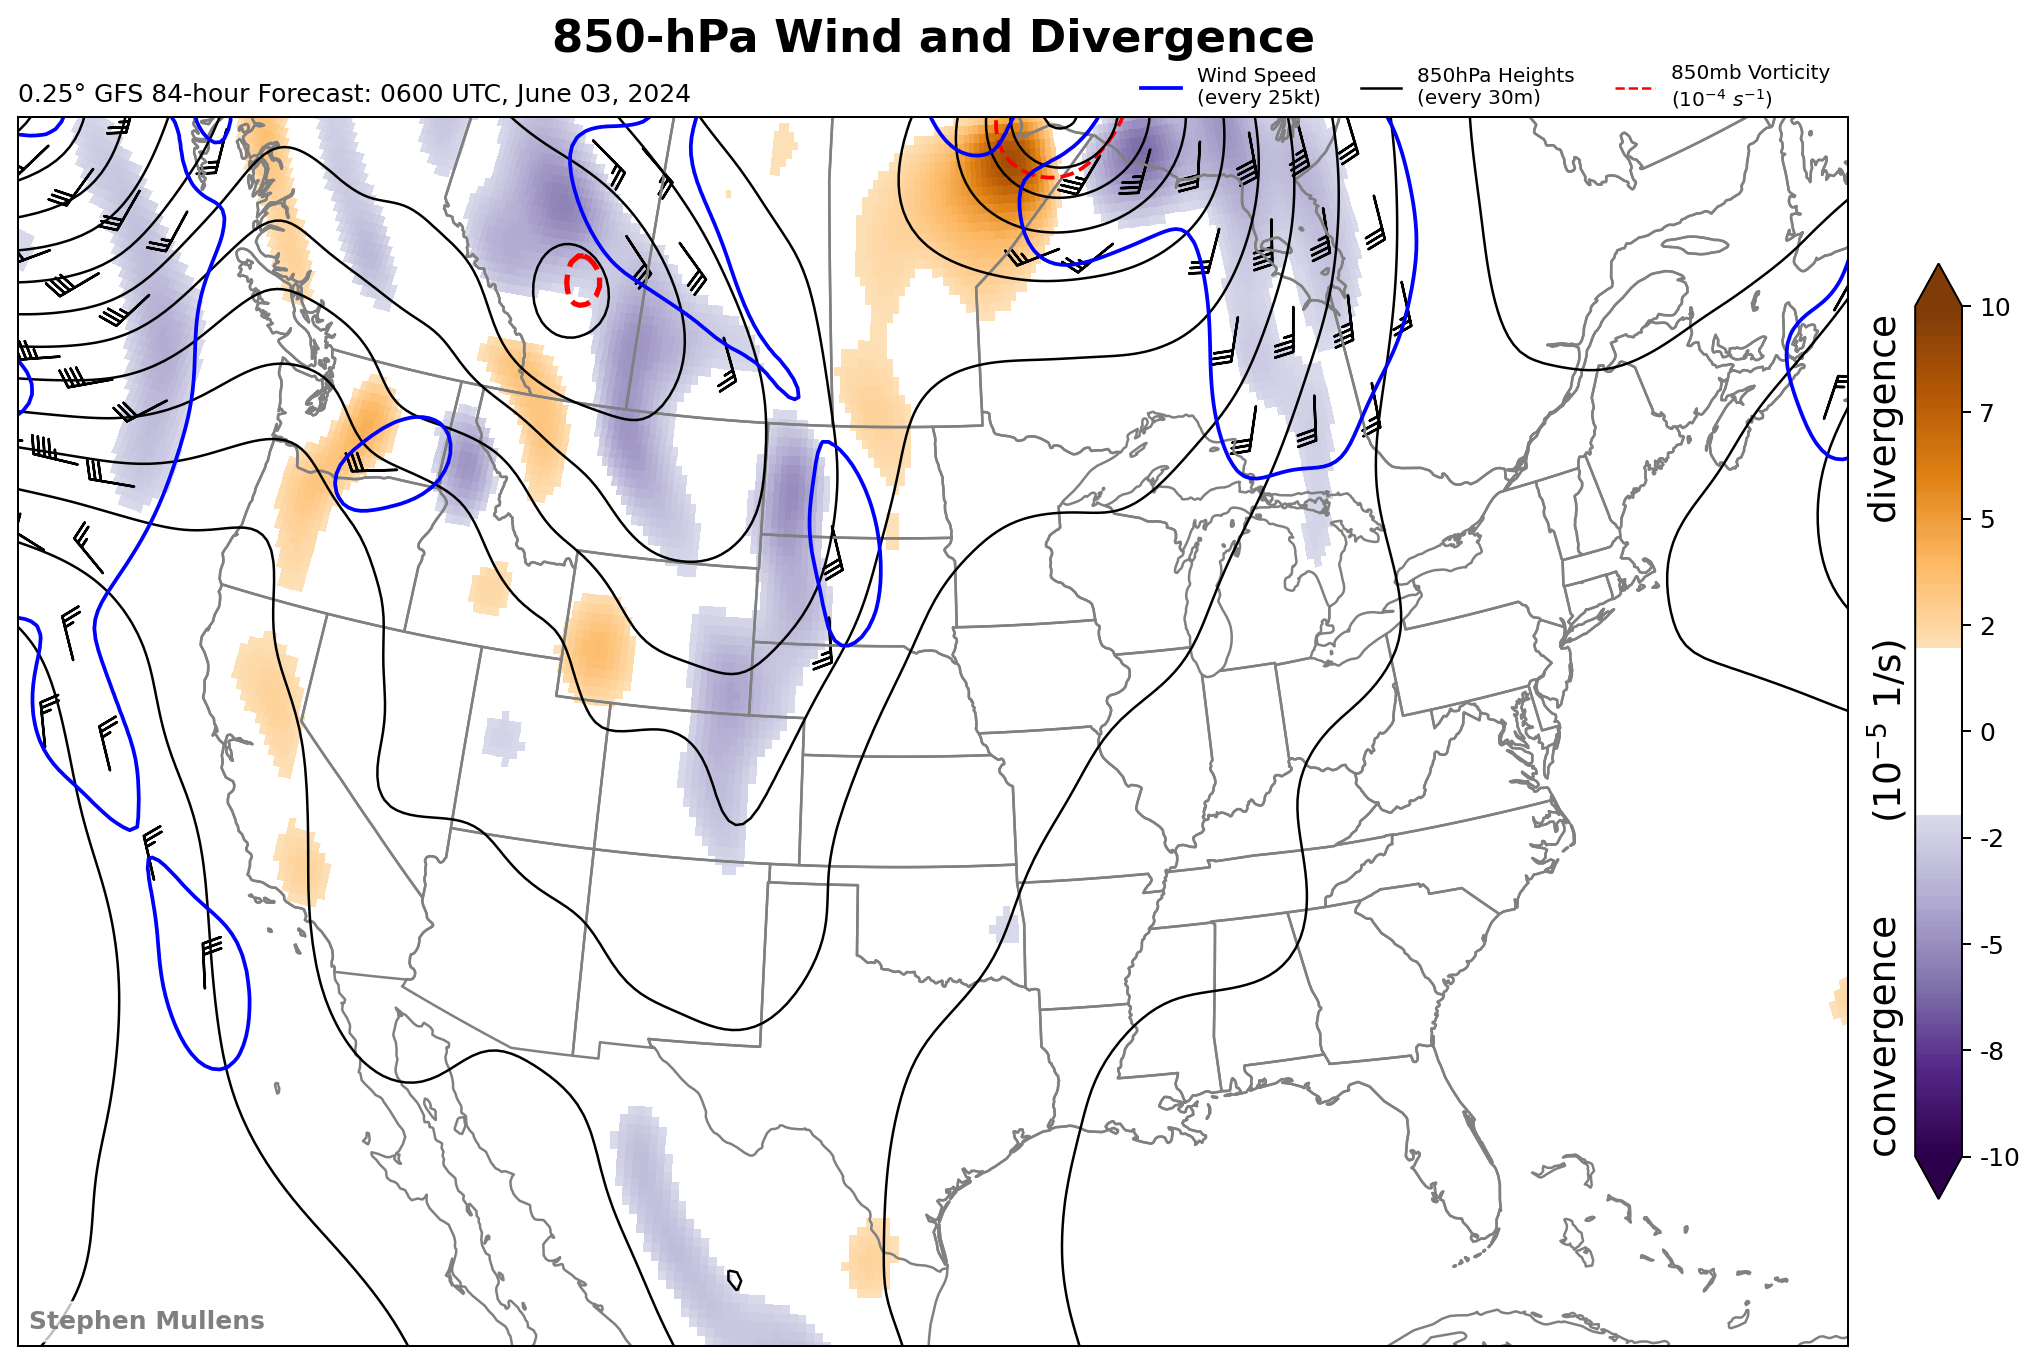 850-hPa Wind and Divergence
0.25° GFS 84-hour Forecast: 0600 UTC, June 03, 2024
Wind Speed
(every 25kt)
850hPa Heights
(every 30m)
850mb Vorticity
(10⁻⁴ s⁻¹)
10
7
5
2
0
-2
-5
-8
-10
convergence (10⁻⁵ 1/s) divergence
Stephen Mullens